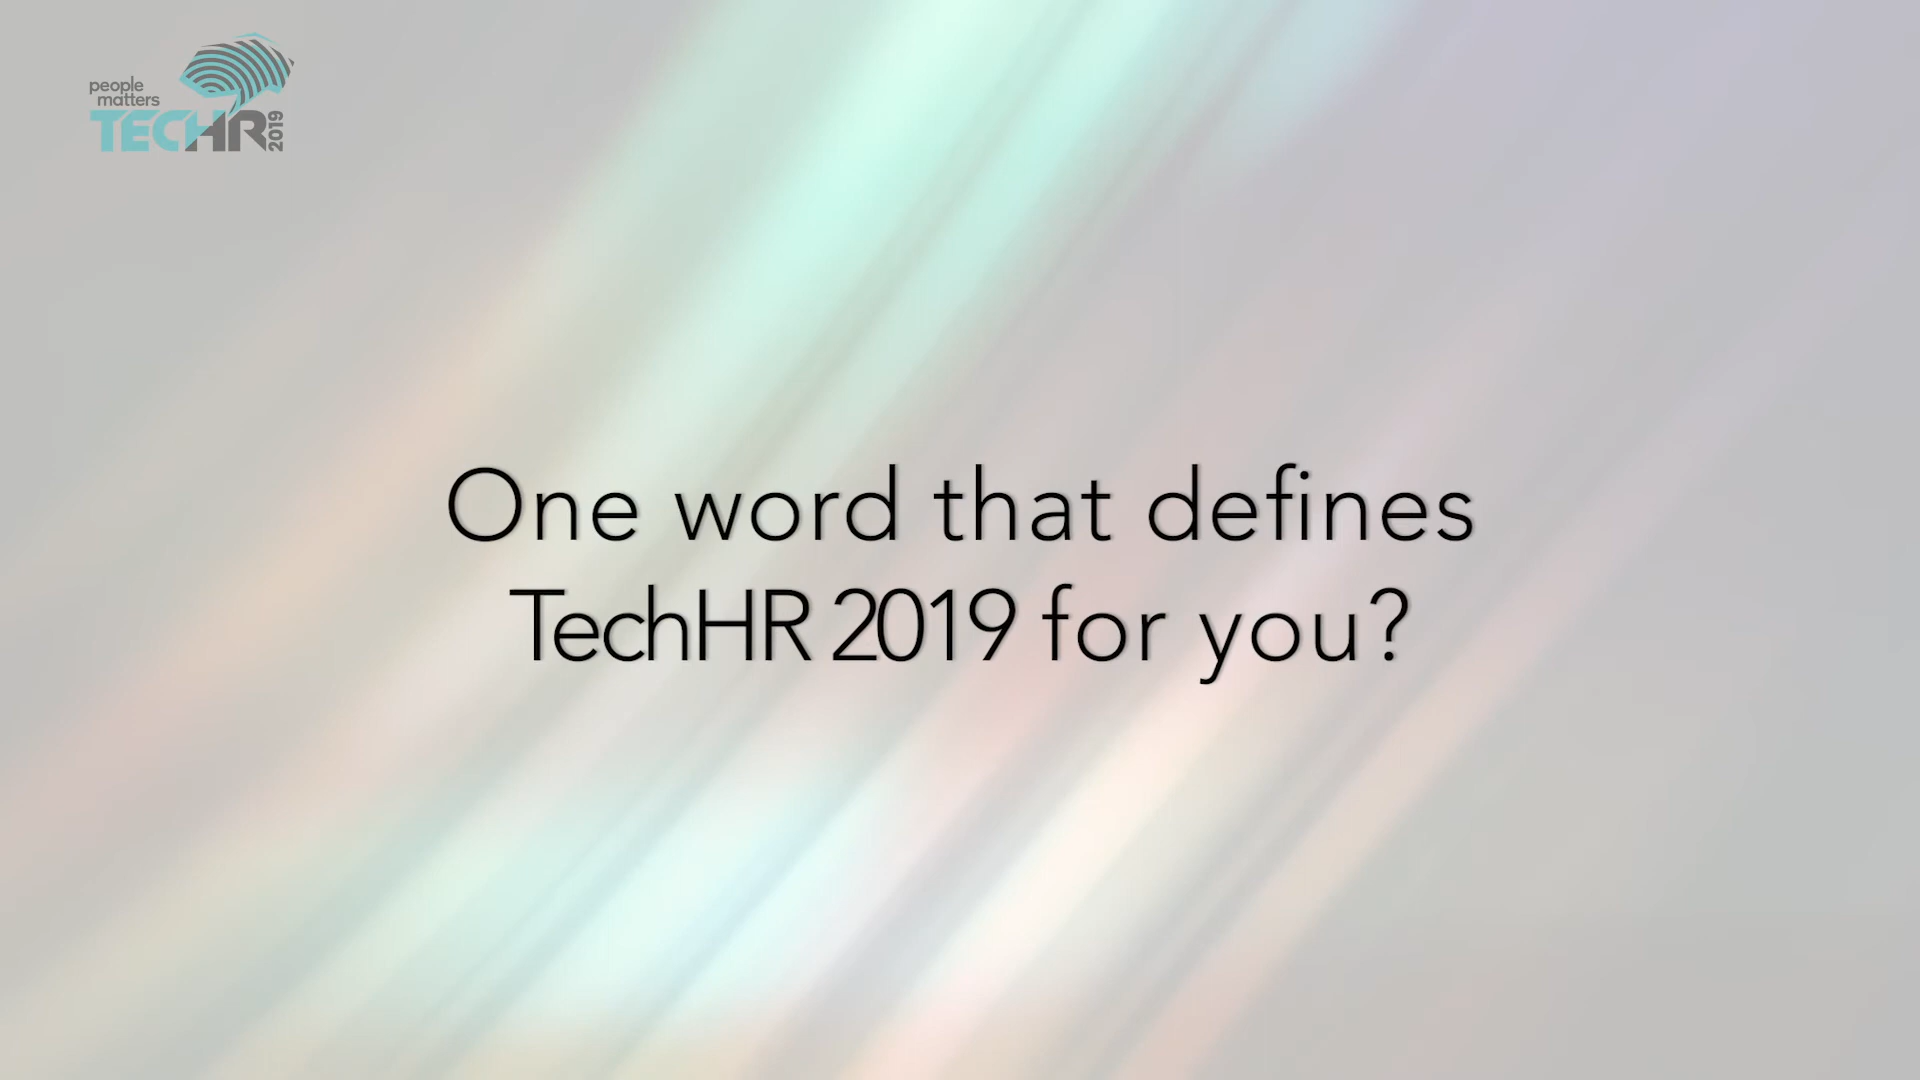 people
matters
TECHR 2019
One word that defines
TechHR 2019 for you?